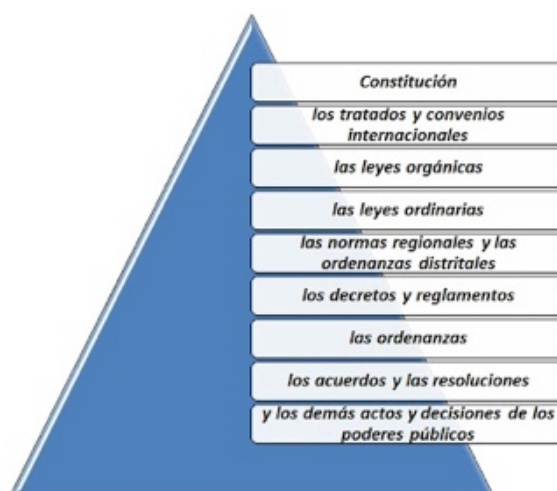 Constitución
los tratados y convenios
internacionales
las leyes orgánicas
las leyes ordinarias
las normas regionales y las
ordenanzas distritales
los decretos y reglamentos
las ordenanzas
los acuerdos y las resoluciones
y los demás actos y decisiones de los
poderes públicos